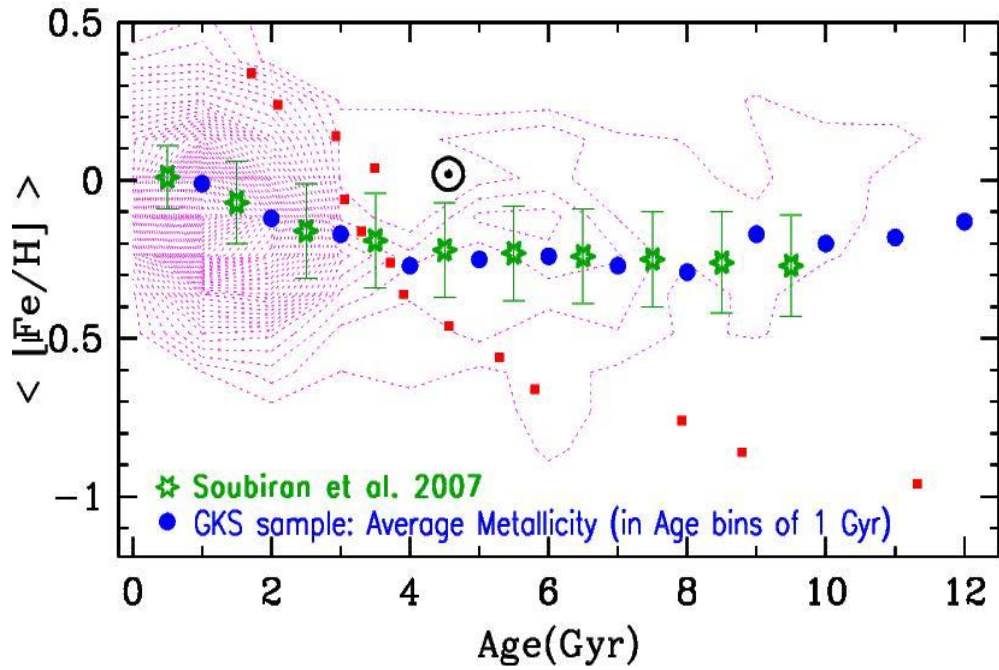 0.5
0
-0.5
-1
< [Fe/H] >
Soubiran et al. 2007
GKS sample: Average Metallicity (in Age bins of 1 Gyr)
0 2 4 6 8 10 12
Age(Gyr)